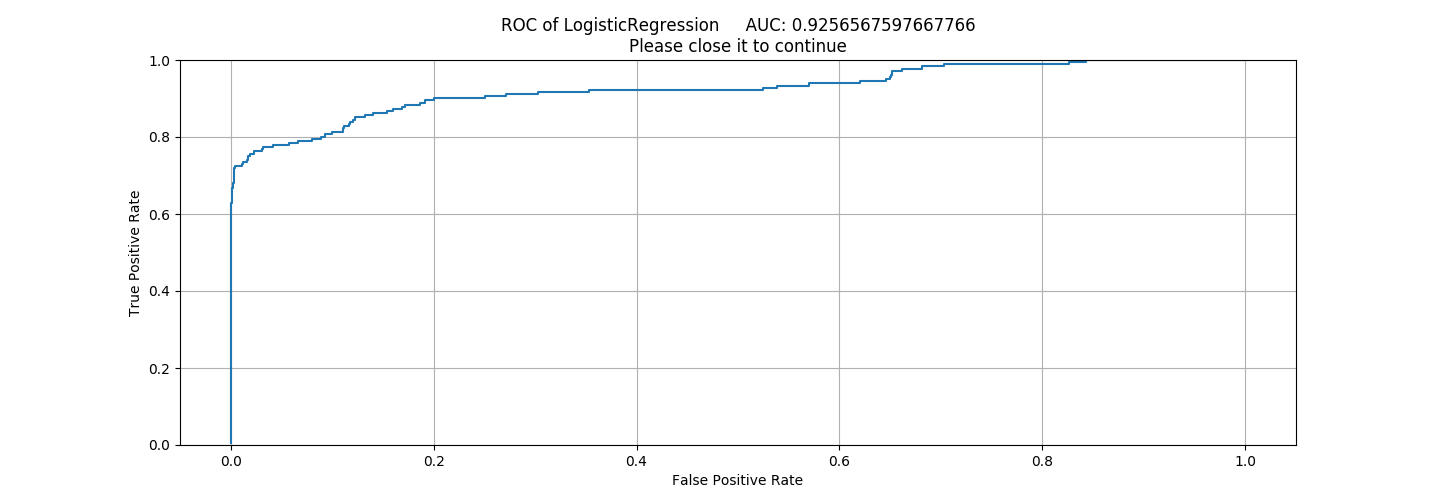 ROC of LogisticRegression     AUC: 0.9256567597667766
Please close it to continue
1.0
0.8
0.6
0.4
0.2
0.0
True Positive Rate
0.0 0.2 0.4 0.6 0.8 1.0
False Positive Rate